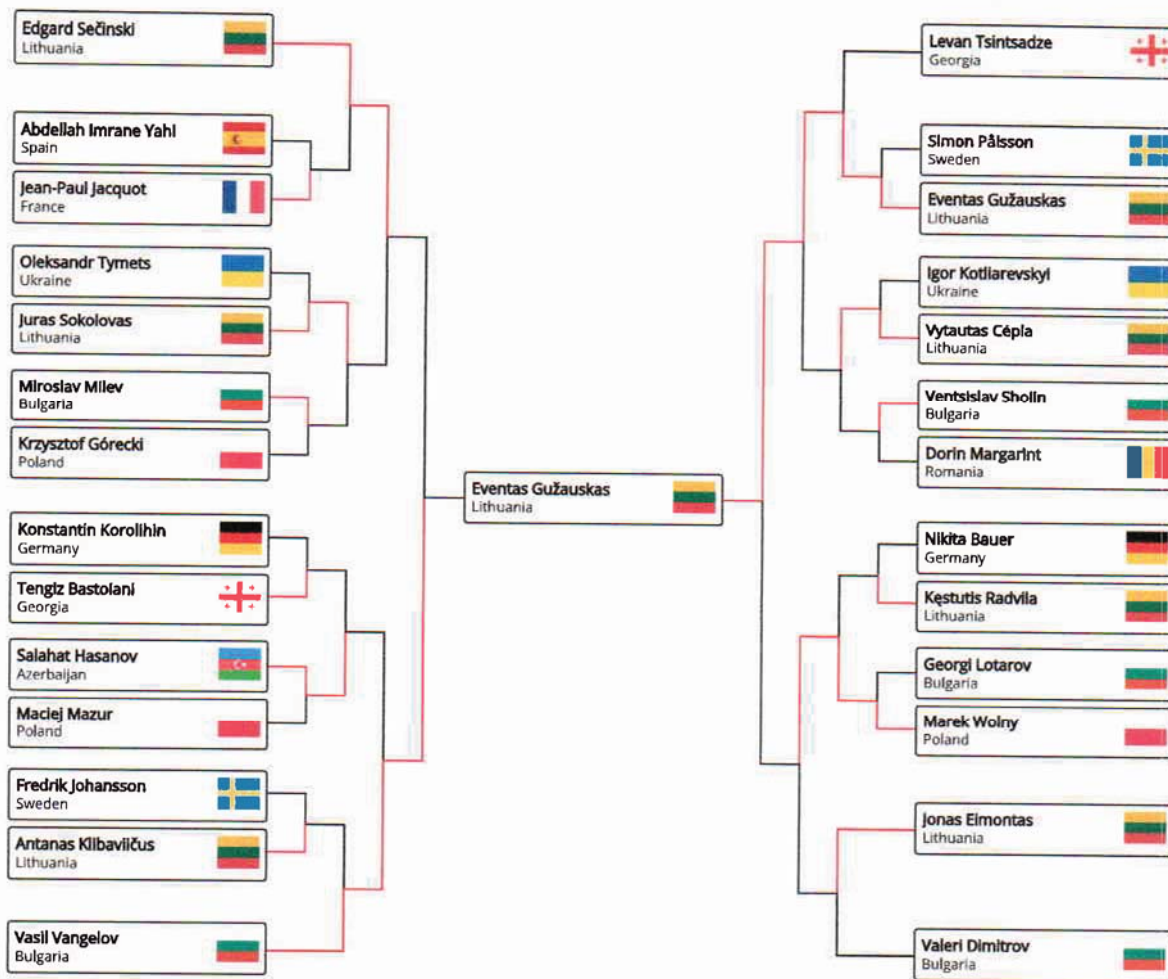 Edgard Sečinski
Lithuania
Abdellah Imrane Yahl
Spain
Jean-Paul Jacquot
France
Oleksandr Tymets
Ukraine
Juras Sokolovas
Lithuania
Miroslav Milev
Bulgaria
Krzysztof Górecki
Poland
Konstantin Korolihin
Germany
Tengiz Bastoiani
Georgia
Salahat Hasanov
Azerbaijan
Maciej Mazur
Poland
Fredrik Johansson
Sweden
Antanas Klibavičus
Lithuania
Vasil Vangelov
Bulgaria
Eventas Gužauskas
Lithuania
Levan Tsintsadze
Georgia
Simon Pålsson
Sweden
Eventas Gužauskas
Lithuania
Igor Kotliarevskyi
Ukraine
Vytautas Cépla
Lithuania
Ventsislav Sholin
Bulgaria
Dorin Margarint
Romania
Nikita Bauer
Germany
Kęstutis Radvila
Lithuania
Georgi Lotarov
Bulgaria
Marek Wolny
Poland
Jonas Eimontas
Lithuania
Valeri Dimitrov
Bulgaria